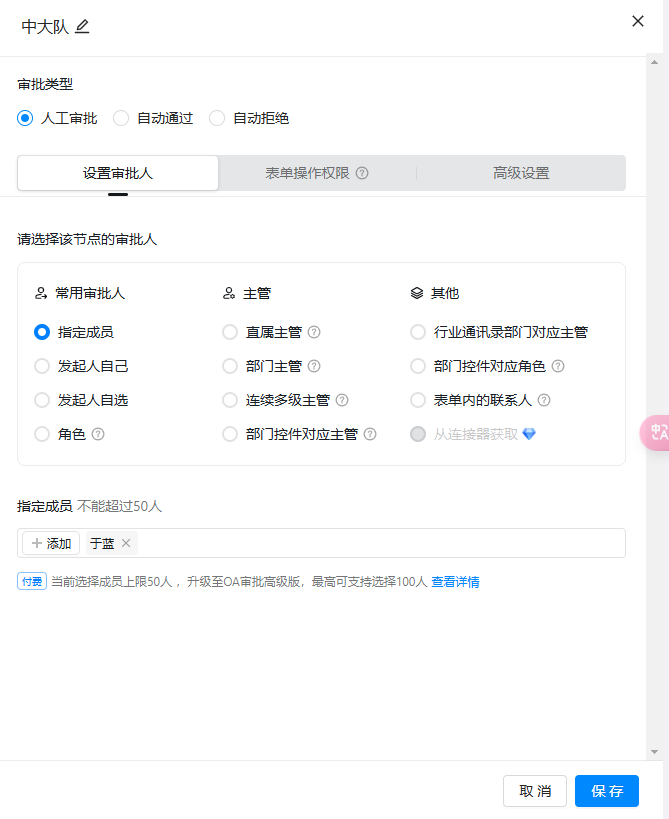 中大队
审批类型
人工审批 自动通过 自动拒绝
设置审批人 表单操作权限 高级设置
请选择该节点的审批人
常用审批人 主管 其他
指定成员 直属主管 行业通讯录部门对应主管
发起人自己 部门主管 部门控件对应角色
发起人自选 连续多级主管 表单内的联系人
角色 部门控件对应主管 从连接器获取
指定成员 不能超过50人
+ 添加 于蓝 ×
付费 当前选择成员上限50人 ，升级至OA审批高级版，最高可支持选择100人 查看详情
取 消 保 存